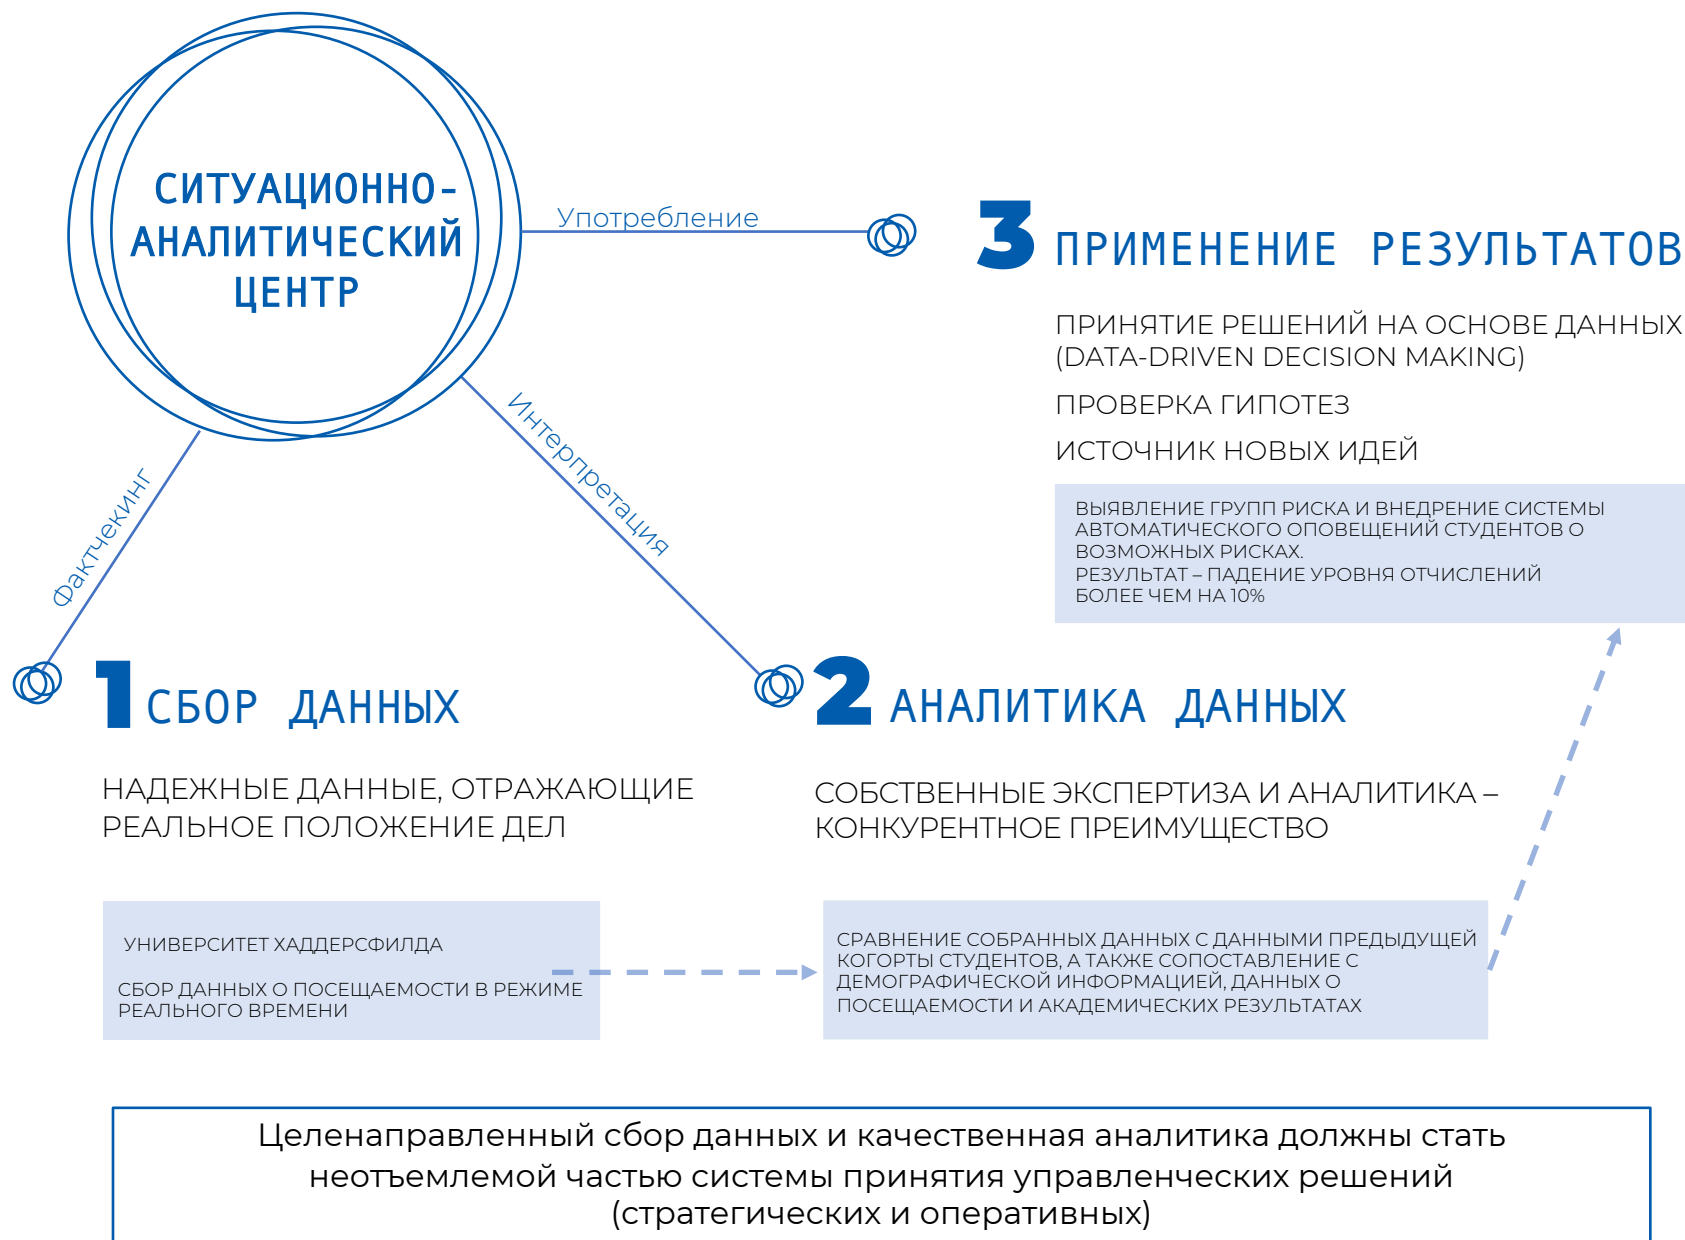 СИТУАЦИОННО-
АНАЛИТИЧЕСКИЙ
ЦЕНТР
Употребление
Интерпретация
Фактчекинг
3 ПРИМЕНЕНИЕ РЕЗУЛЬТАТОВ
ПРИНЯТИЕ РЕШЕНИЙ НА ОСНОВЕ ДАННЫХ
(DATA-DRIVEN DECISION MAKING)
ПРОВЕРКА ГИПОТЕЗ
ИСТОЧНИК НОВЫХ ИДЕЙ
ВЫЯВЛЕНИЕ ГРУПП РИСКА И ВНЕДРЕНИЕ СИСТЕМЫ
АВТОМАТИЧЕСКОГО ОПОВЕЩЕНИЙ СТУДЕНТОВ О
ВОЗМОЖНЫХ РИСКАХ.
РЕЗУЛЬТАТ – ПАДЕНИЕ УРОВНЯ ОТЧИСЛЕНИЙ
БОЛЕЕ ЧЕМ НА 10%
1 СБОР ДАННЫХ
НАДЕЖНЫЕ ДАННЫЕ, ОТРАЖАЮЩИЕ
РЕАЛЬНОЕ ПОЛОЖЕНИЕ ДЕЛ
УНИВЕРСИТЕТ ХАДДЕРСФИЛДА
СБОР ДАННЫХ О ПОСЕЩАЕМОСТИ В РЕЖИМЕ
РЕАЛЬНОГО ВРЕМЕНИ
2 АНАЛИТИКА ДАННЫХ
СОБСТВЕННЫЕ ЭКСПЕРТИЗА И АНАЛИТИКА –
КОНКУРЕНТНОЕ ПРЕИМУЩЕСТВО
СРАВНЕНИЕ СОБРАННЫХ ДАННЫХ С ДАННЫМИ ПРЕДЫДУЩЕЙ
КОГОРТЫ СТУДЕНТОВ, А ТАКЖЕ СОПОСТАВЛЕНИЕ С
ДЕМОГРАФИЧЕСКОЙ ИНФОРМАЦИЕЙ, ДАННЫХ О
ПОСЕЩАЕМОСТИ И АКАДЕМИЧЕСКИХ РЕЗУЛЬТАТАХ
Целенаправленный сбор данных и качественная аналитика должны стать
неотъемлемой частью системы принятия управленческих решений
(стратегических и оперативных)